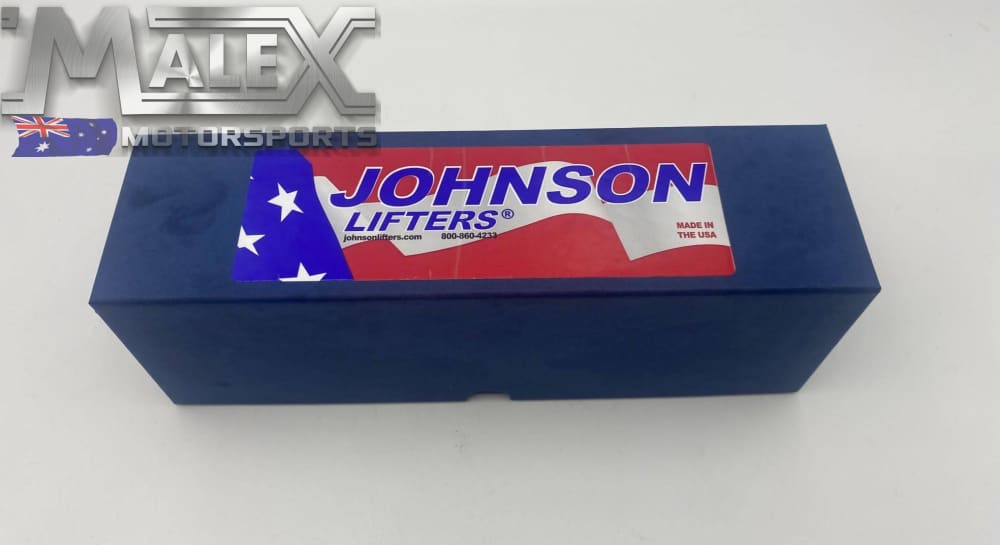 MALEX
MOTORSPORTS
JOHNSON
LIFTERS®
johnsonlifters.com 800-860-4233
MADE IN
THE USA